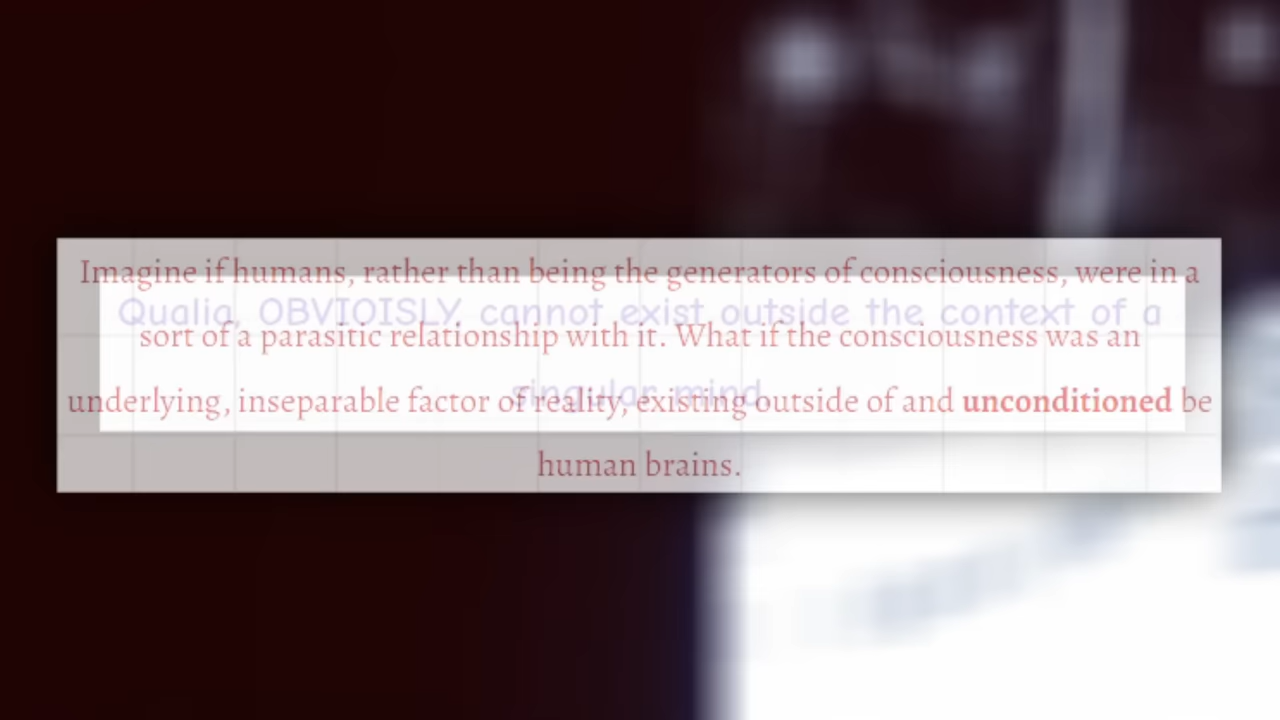 Imagine if humans, rather than being the generators of consciousness, were in a
Qualia, OBVIOISLY, cannot exist outside the context of a
sort of a parasitic relationship with it. What if the consciousness was an
singular mind.
underlying, inseparable factor of reality, existing outside of and unconditioned be
human brains.